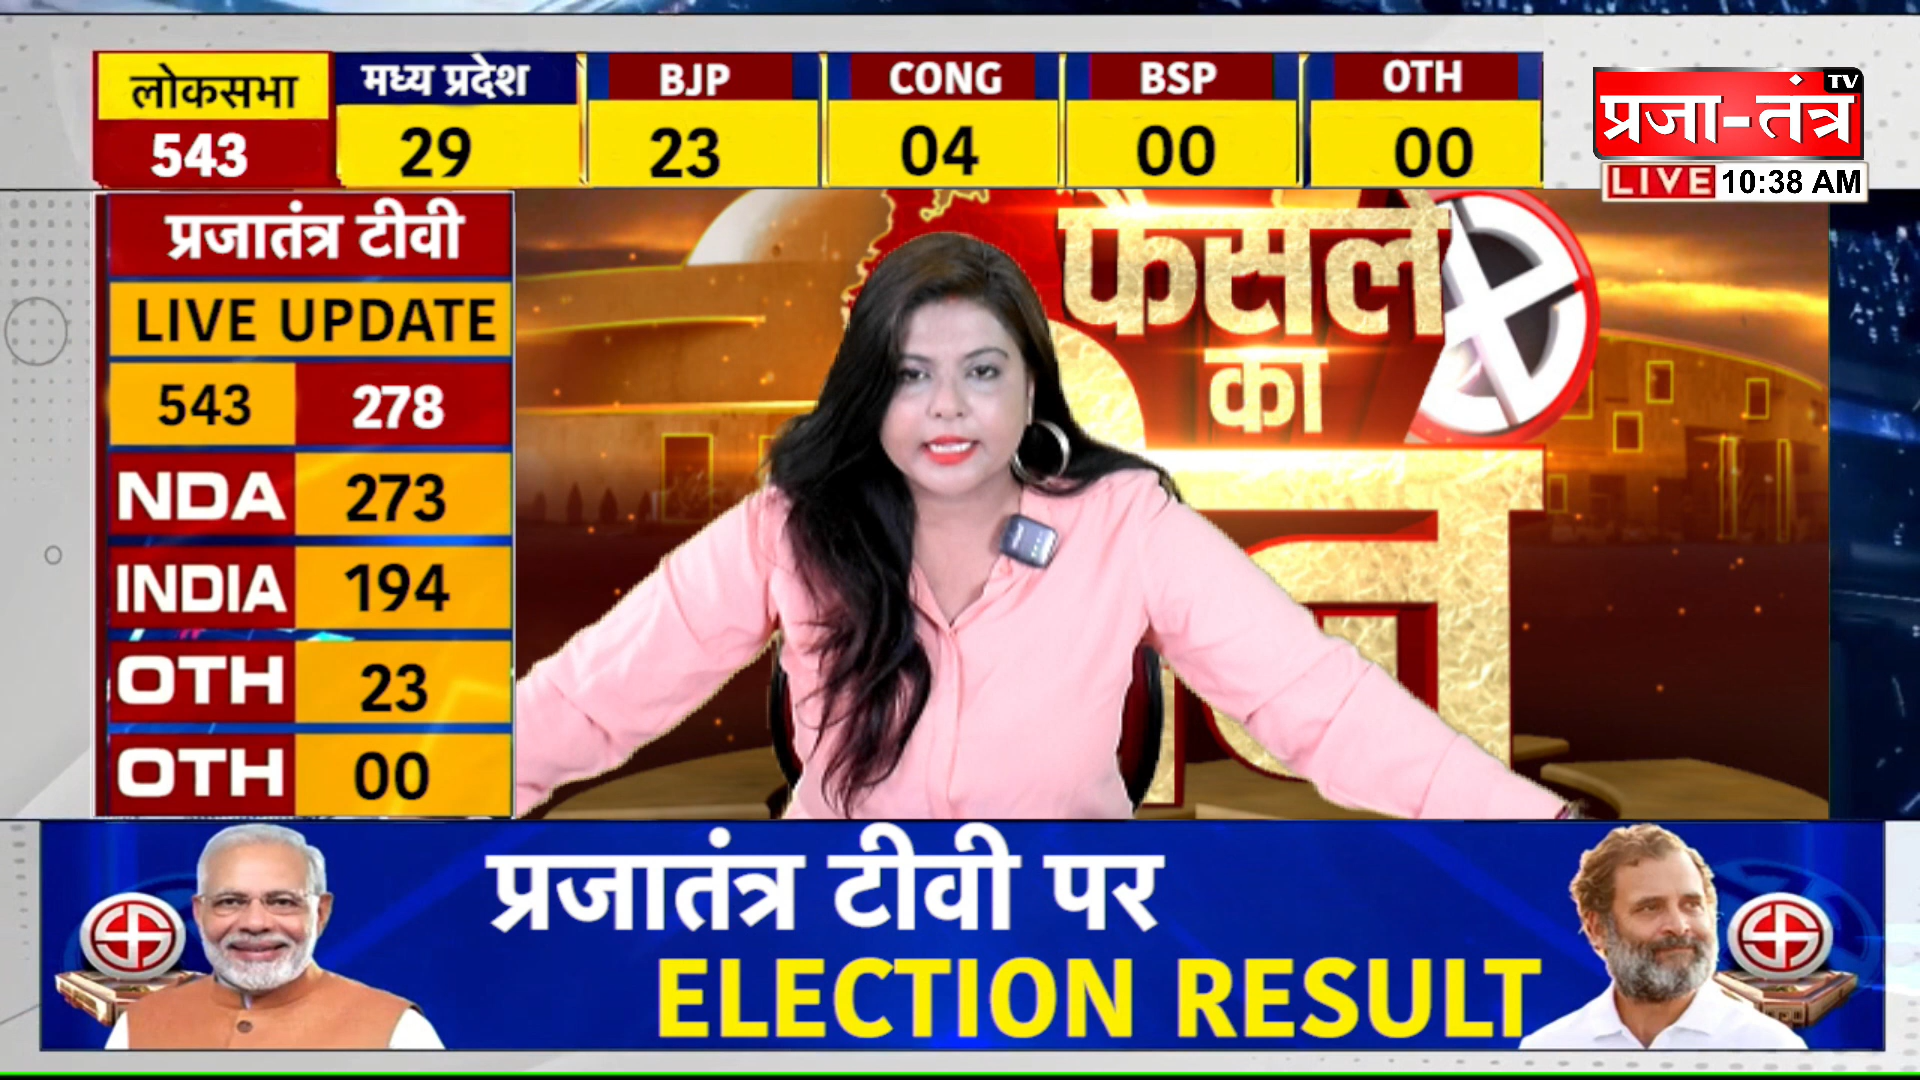 लोकसभा मध्य प्रदेश BJP CONG BSP OTH
543 29 23 04 00 00
TV
प्रजा-तंत्र
LIVE 10:38 AM
प्रजातंत्र टीवी
LIVE UPDATE
543 278
NDA 273
INDIA 194
OTH 23
OTH 00
फैसले
का
प्रजातंत्र टीवी पर
ELECTION RESULT